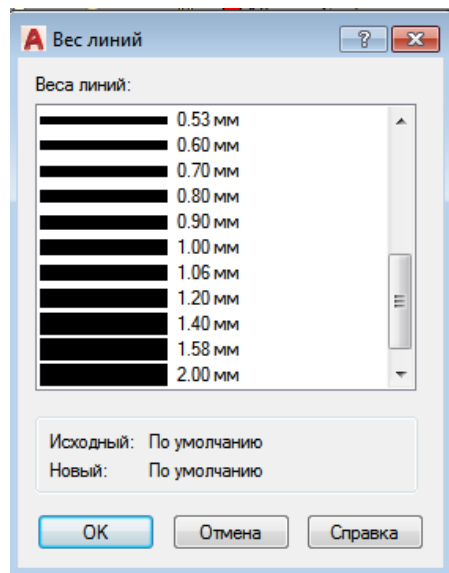 Вес линий
Веса линий:
0.53 мм
0.60 мм
0.70 мм
0.80 мм
0.90 мм
1.00 мм
1.06 мм
1.20 мм
1.40 мм
1.58 мм
2.00 мм
Исходный: По умолчанию
Новый: По умолчанию
OK Отмена Справка